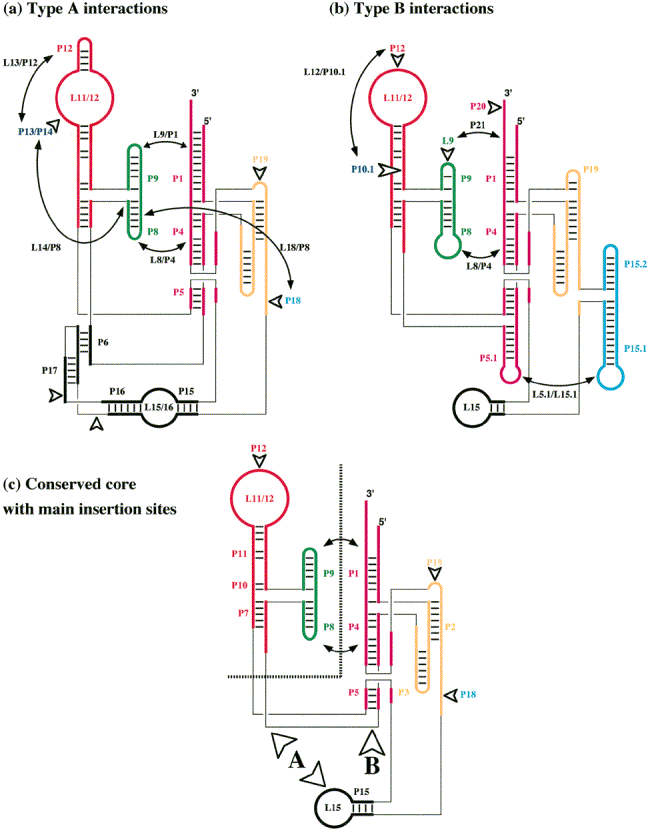 (a) Type A interactions
(b) Type B interactions
P12
L13/P12
L11/12
P13/P14
3'
5'
L9/P1
P9
P1
P19
P8
P4
L14/P8
L8/P4
L18/P8
P5
P18
P6
P17
P16
P15
L15/16
P12
L12/P10.1
L11/12
3'
P20
5'
P21
L9
P10.1
P9
P1
P19
P8
P4
L8/P4
P15.2
P5.1
P15.1
L5.1/L15.1
L15
(c) Conserved core
with main insertion sites
P12
L11/12
3'
5'
P11
P9
P1
P19
P10
P7
P8
P4
P2
P5
P3
P18
A
B
P15
L15